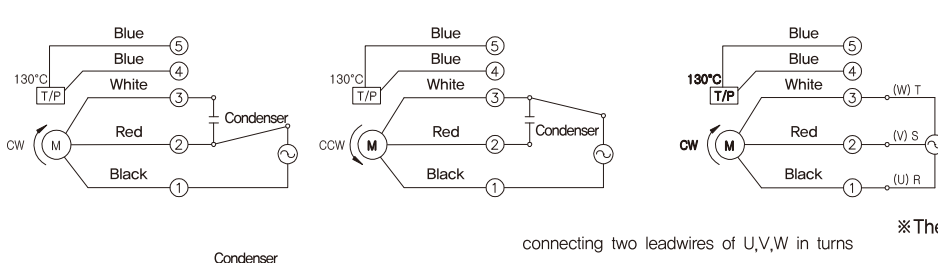 Blue
5
Blue
130°C
4
White
T/P
3
Condenser
CW
M
Red
2
Black
1
Blue
5
Blue
130°C
4
White
T/P
3
Condenser
CCW
M
Red
2
Black
1
Blue
5
Blue
130°C
4
White
T/P
3
(W) T
CW
M
Red
2
(V) S
Black
1
(U) R
※The
connecting two leadwires of U,V,W in turns
Condenser